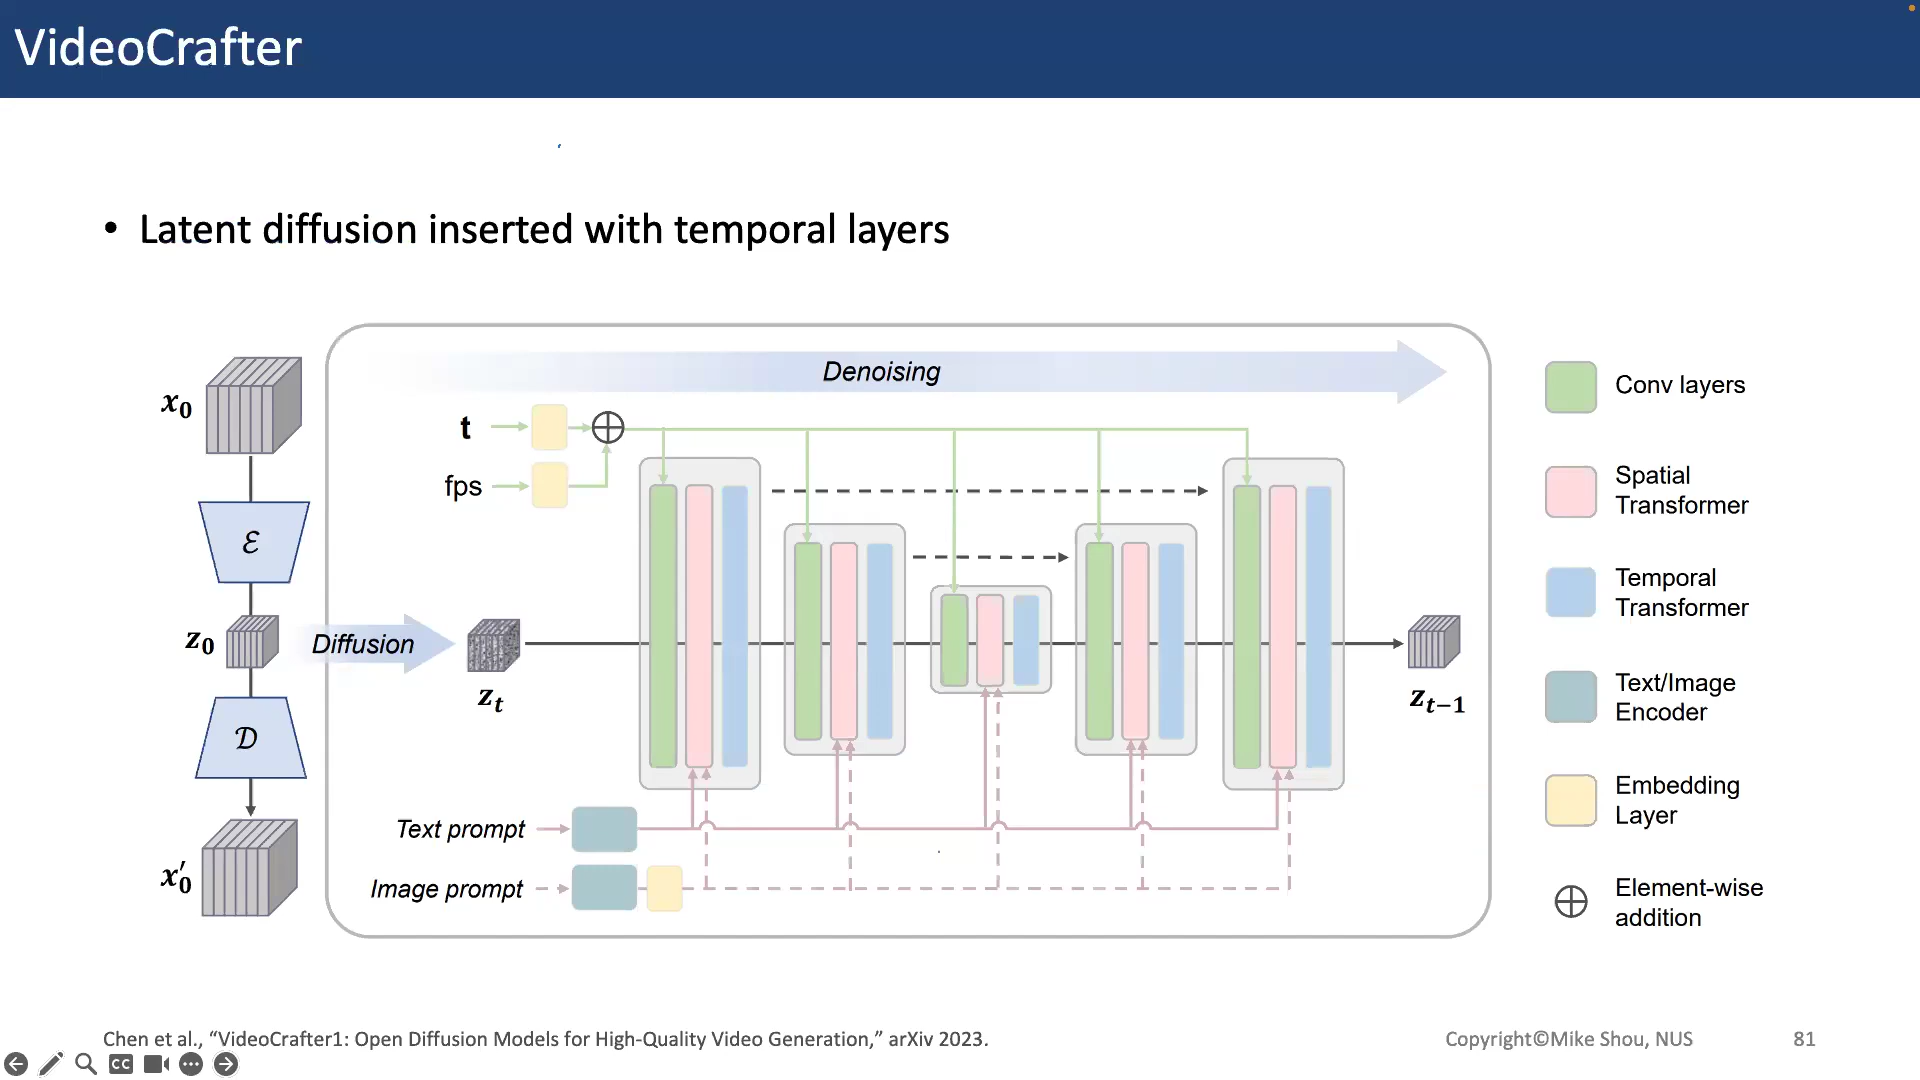 VideoCrafter
• Latent diffusion inserted with temporal layers
Denoising
x₀
t
fps
ℰ
z₀
Diffusion
zₜ
zₜ₋₁
𝒟
x′₀
Text prompt
Image prompt
Conv layers
Spatial
Transformer
Temporal
Transformer
Text/Image
Encoder
Embedding
Layer
Element-wise
addition
Chen et al., “VideoCrafter1: Open Diffusion Models for High-Quality Video Generation,” arXiv 2023.
Copyright©Mike Shou, NUS
81
CC